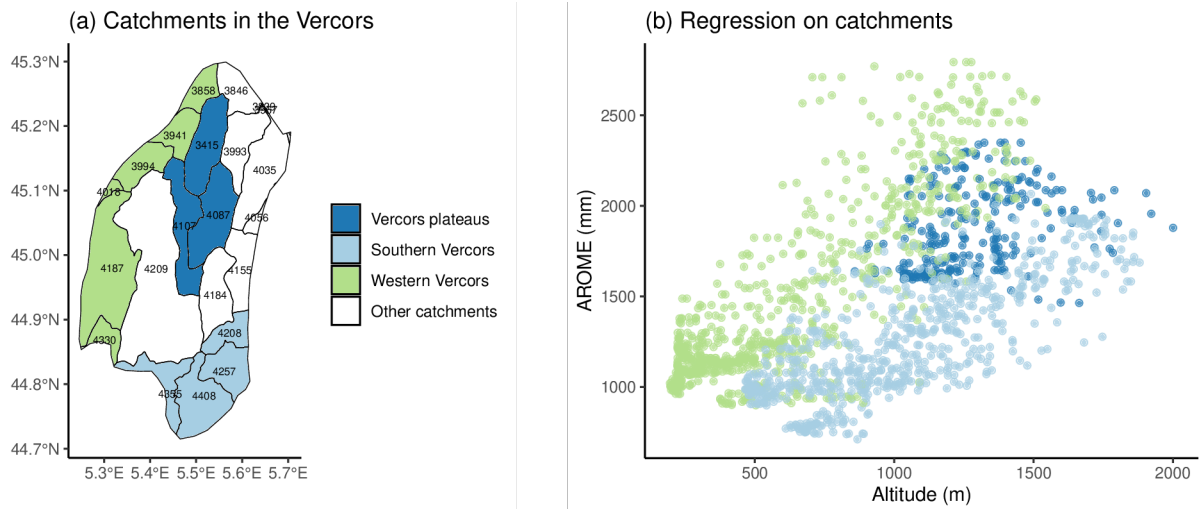 (a) Catchments in the Vercors
45.3°N
45.2°N
45.1°N
45.0°N
44.9°N
44.8°N
44.7°N
5.3°E 5.4°E 5.5°E 5.6°E 5.7°E
3858 3846
3941
3415
3993
3994
4035
4018
4087
4107
4056
4187
4209
4155
4184
4330
4208
4257
4355
4408
Vercors plateaus
Southern Vercors
Western Vercors
Other catchments
(b) Regression on catchments
AROME (mm)
2500
2000
1500
1000
500 1000 1500 2000
Altitude (m)